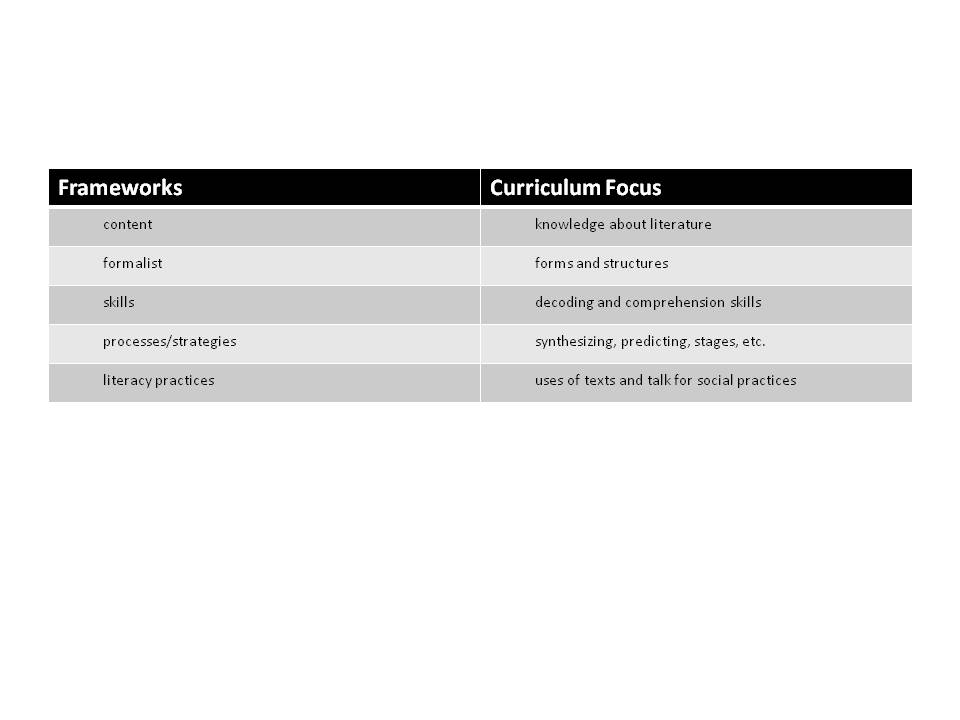 Frameworks Curriculum Focus
content knowledge about literature
formalist forms and structures
skills decoding and comprehension skills
processes/strategies synthesizing, predicting, stages, etc.
literacy practices uses of texts and talk for social practices